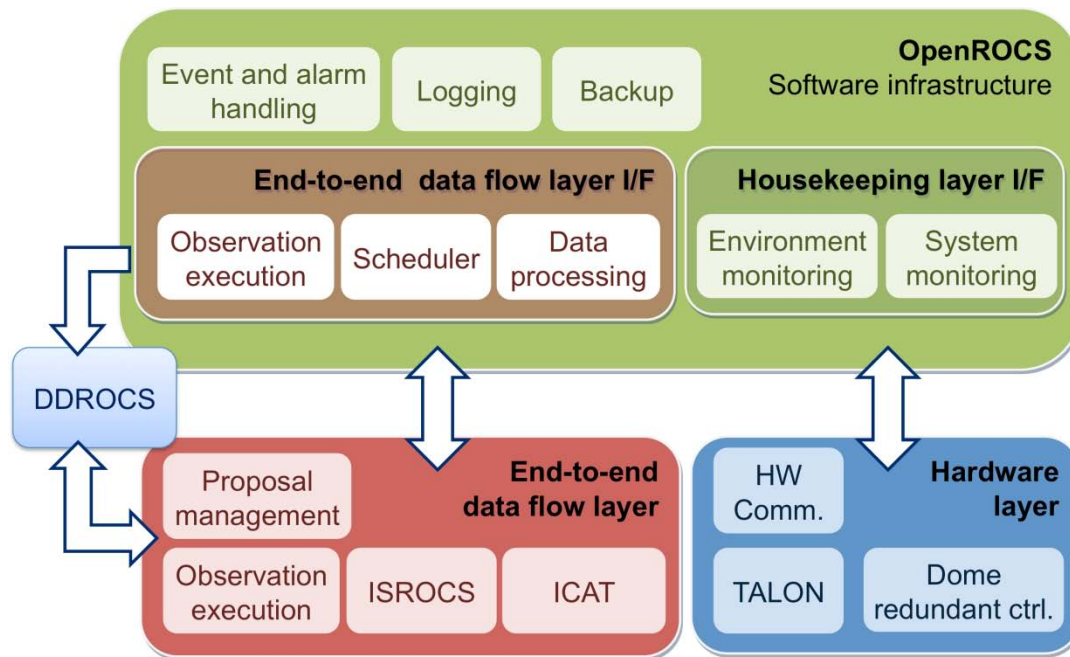 OpenROCS
Software infrastructure
Event and alarm
handling
Logging
Backup
End-to-end data flow layer I/F
Observation
execution
Scheduler
Data
processing
Housekeeping layer I/F
Environment
monitoring
System
monitoring
DDROCS
End-to-end
data flow layer
Proposal
management
Observation
execution
ISROCS
ICAT
Hardware
layer
HW
Comm.
TALON
Dome
redundant ctrl.